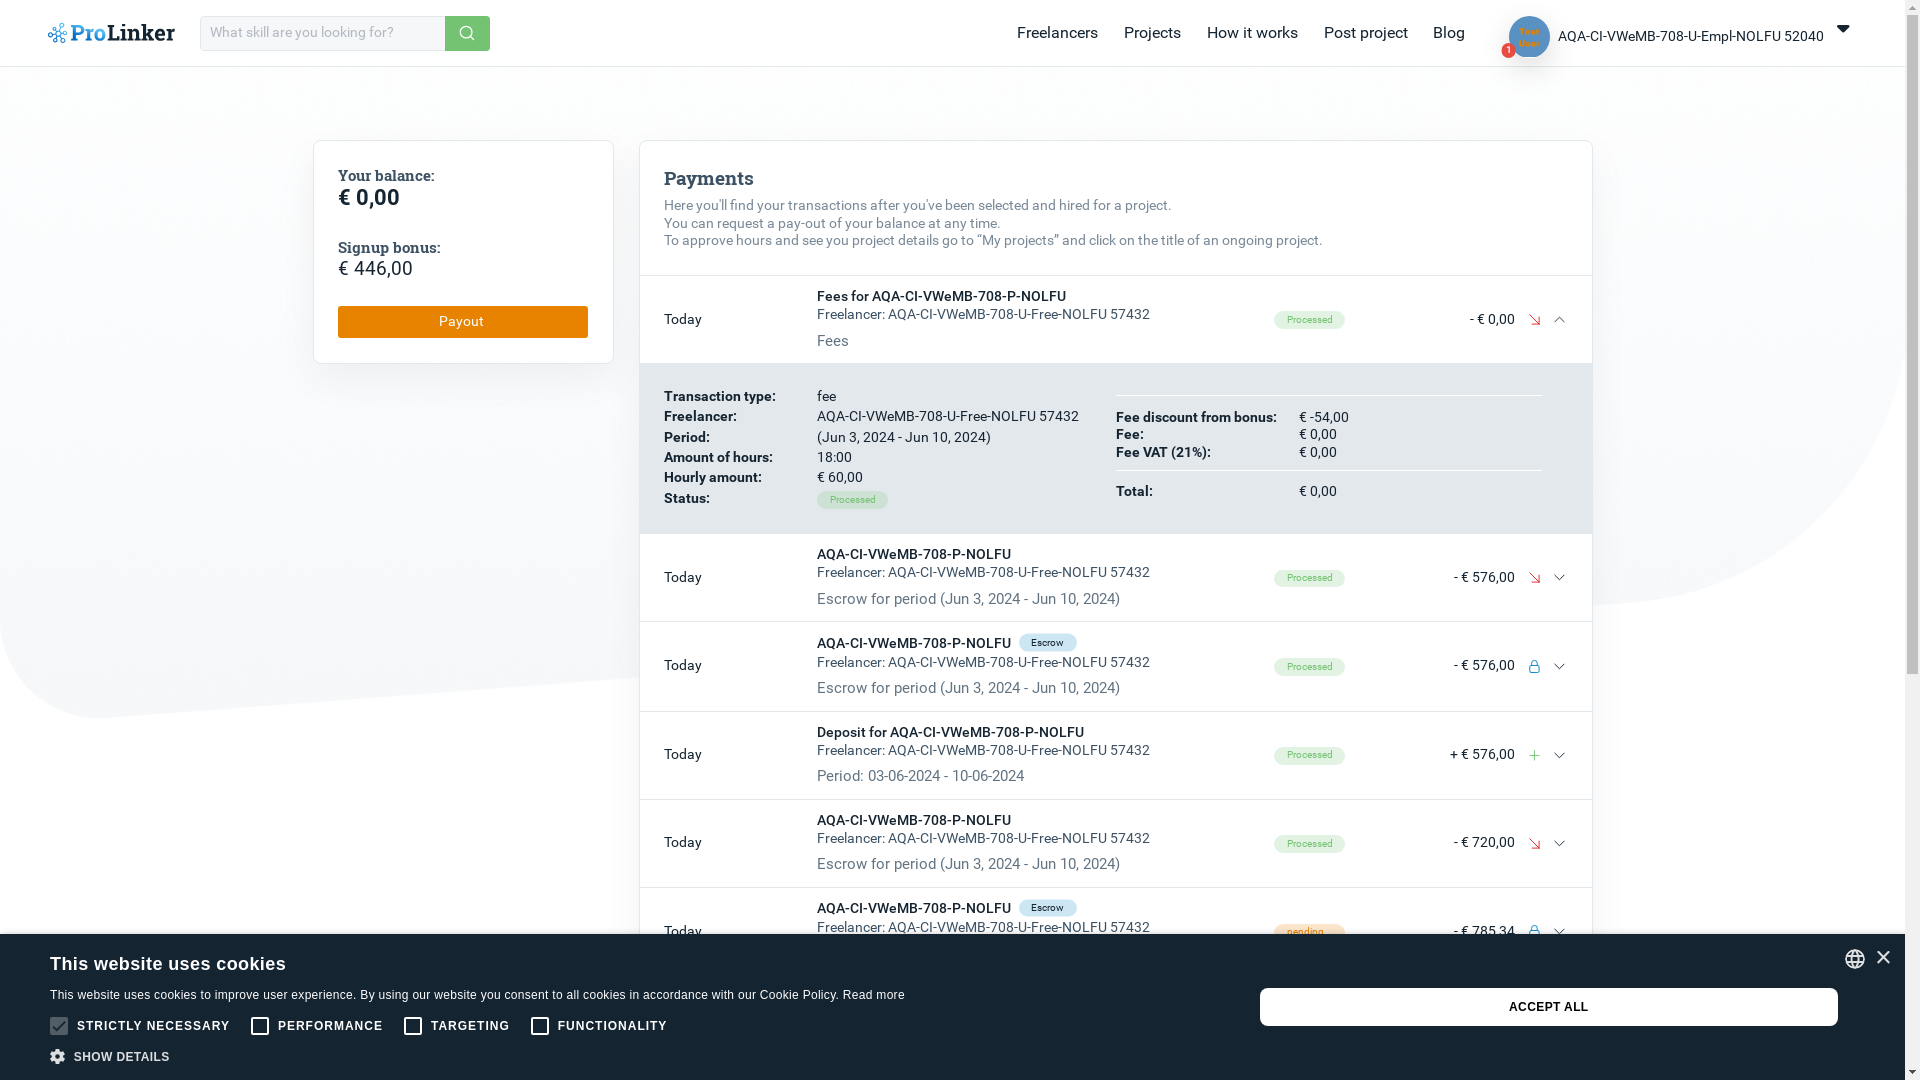 ProLinker
What skill are you looking for?
Freelancers
Projects
How it works
Post project
Blog
Test User
1
AQA-CI-VWeMB-708-U-Empl-NOLFU 52040
Your balance:
€ 0,00
Signup bonus:
€ 446,00
Payout
Payments
Here you'll find your transactions after you've been selected and hired for a project.
You can request a pay-out of your balance at any time.
To approve hours and see you project details go to “My projects” and click on the title of an ongoing project.
Fees for AQA-CI-VWeMB-708-P-NOLFU
Today Freelancer: AQA-CI-VWeMB-708-U-Free-NOLFU 57432 Processed - € 0,00
Fees
Transaction type: fee
Freelancer: AQA-CI-VWeMB-708-U-Free-NOLFU 57432
Period: (Jun 3, 2024 - Jun 10, 2024)
Amount of hours: 18:00
Hourly amount: € 60,00
Status: Processed
Fee discount from bonus: € -54,00
Fee: € 0,00
Fee VAT (21%): € 0,00
Total: € 0,00
AQA-CI-VWeMB-708-P-NOLFU
Today Freelancer: AQA-CI-VWeMB-708-U-Free-NOLFU 57432 Processed - € 576,00
Escrow for period (Jun 3, 2024 - Jun 10, 2024)
AQA-CI-VWeMB-708-P-NOLFU Escrow
Today Freelancer: AQA-CI-VWeMB-708-U-Free-NOLFU 57432 Processed - € 576,00
Escrow for period (Jun 3, 2024 - Jun 10, 2024)
Deposit for AQA-CI-VWeMB-708-P-NOLFU
Today Freelancer: AQA-CI-VWeMB-708-U-Free-NOLFU 57432 Processed + € 576,00
Period: 03-06-2024 - 10-06-2024
AQA-CI-VWeMB-708-P-NOLFU
Today Freelancer: AQA-CI-VWeMB-708-U-Free-NOLFU 57432 Processed - € 720,00
Escrow for period (Jun 3, 2024 - Jun 10, 2024)
AQA-CI-VWeMB-708-P-NOLFU Escrow
Today Freelancer: AQA-CI-VWeMB-708-U-Free-NOLFU 57432 pending - € 785,34
This website uses cookies
This website uses cookies to improve user experience. By using our website you consent to all cookies in accordance with our Cookie Policy. Read more
STRICTLY NECESSARY PERFORMANCE TARGETING FUNCTIONALITY
SHOW DETAILS
ACCEPT ALL